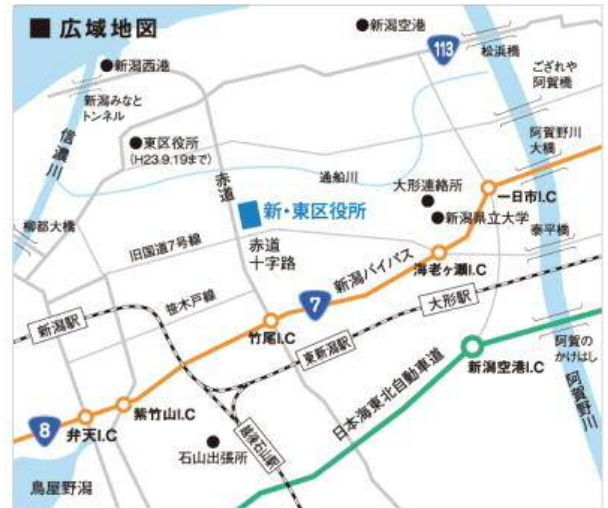 ■ 広域地図
●新潟空港
113
松浜橋
●新潟西港
新潟みなと
トンネル
ござれや
阿賀橋
信濃川
●東区役所
(H23.9.19まで)
阿賀野川
大橋
赤道
通船川
大形連絡所
一日市I.C
新・東区役所
●新潟県立大学
柳都大橋
旧国道7号線
赤道
十字路
泰平橋
海老ヶ瀬I.C
新潟バイパス
笹木戸線
7
大形駅
新潟駅
竹尾I.C
東新潟駅
阿賀の
かけはし
新潟空港I.C
日本海東北自動車道
阿賀野川
紫竹山I.C
8
弁天I.C
越後石山駅
石山出張所
鳥屋野潟